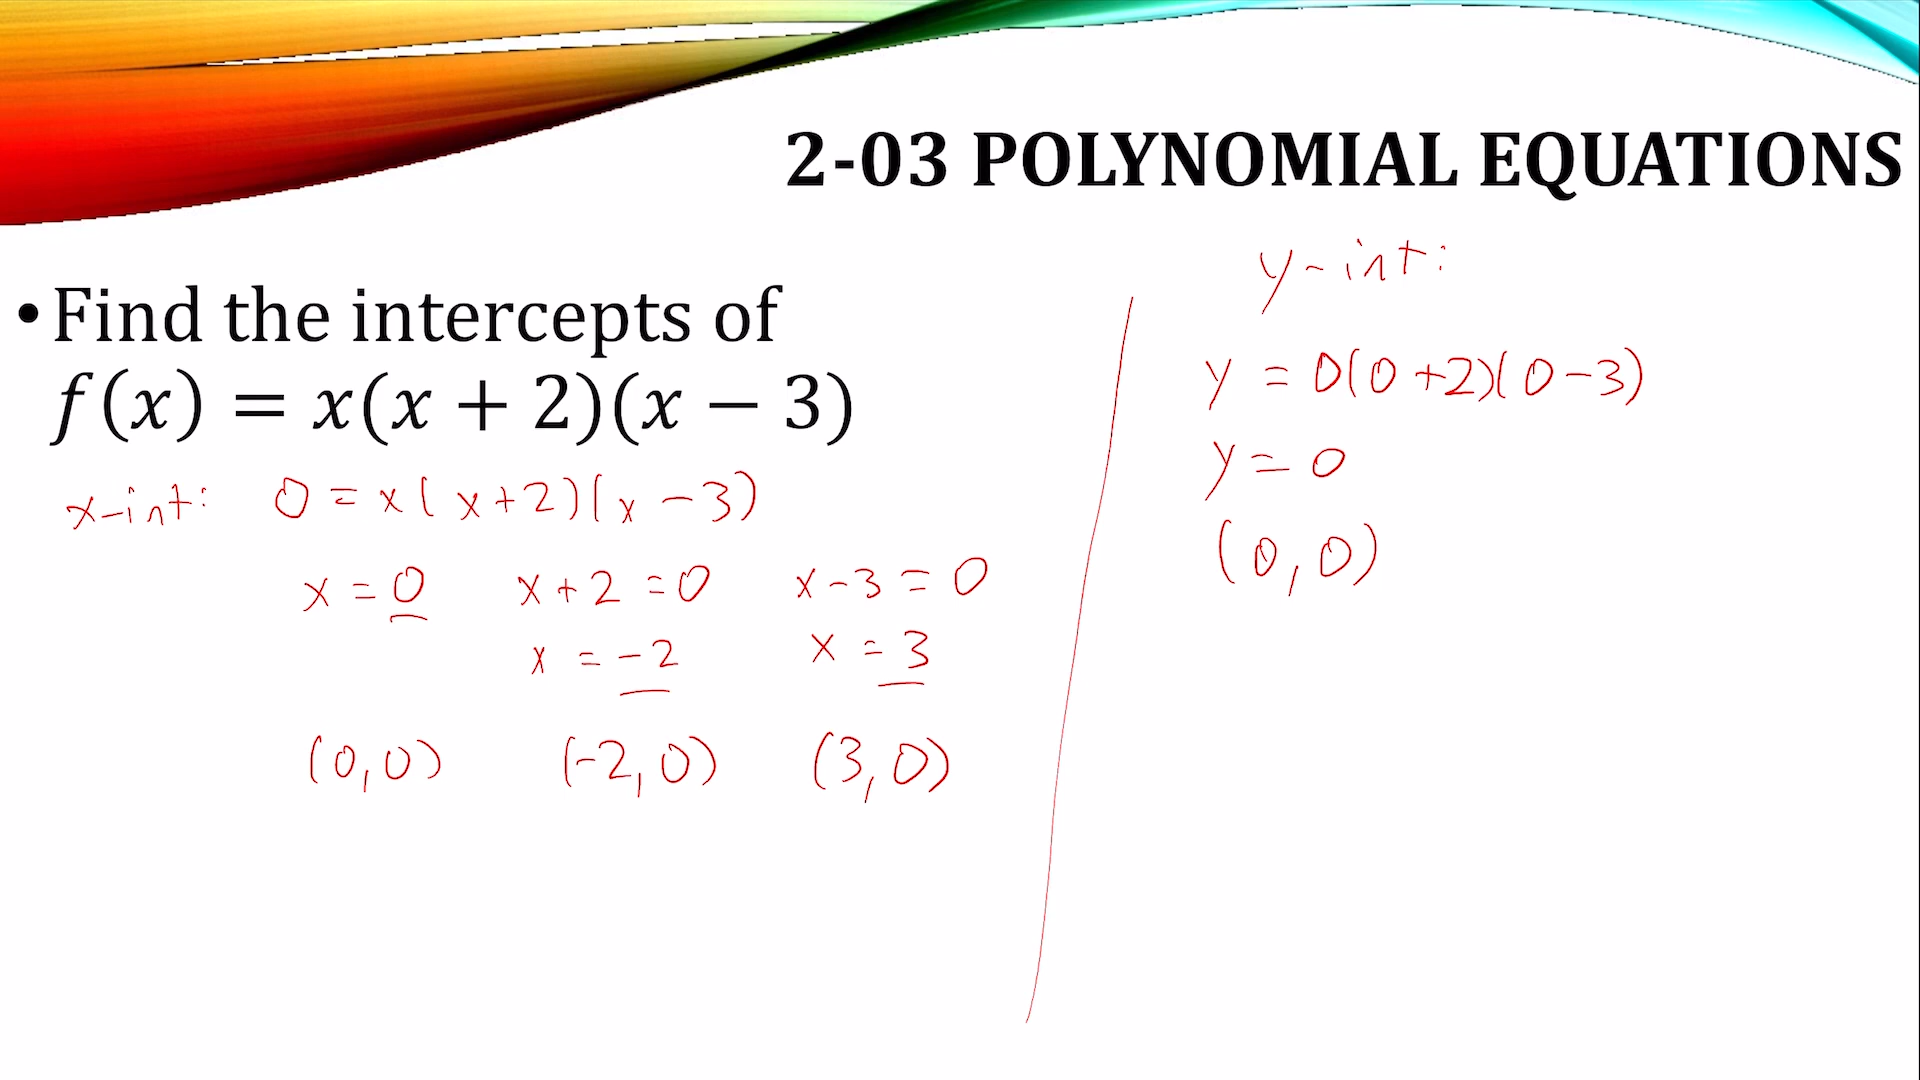 2-03 POLYNOMIAL EQUATIONS
•Find the intercepts of
f(x) = x(x + 2)(x − 3)
x-int: 0 = x(x+2)(x-3)
x = 0 x+2 = 0 x-3 = 0
x = -2 x = 3
(0,0) (-2,0) (3,0)
y-int:
y = 0(0+2)(0-3)
y = 0
(0,0)